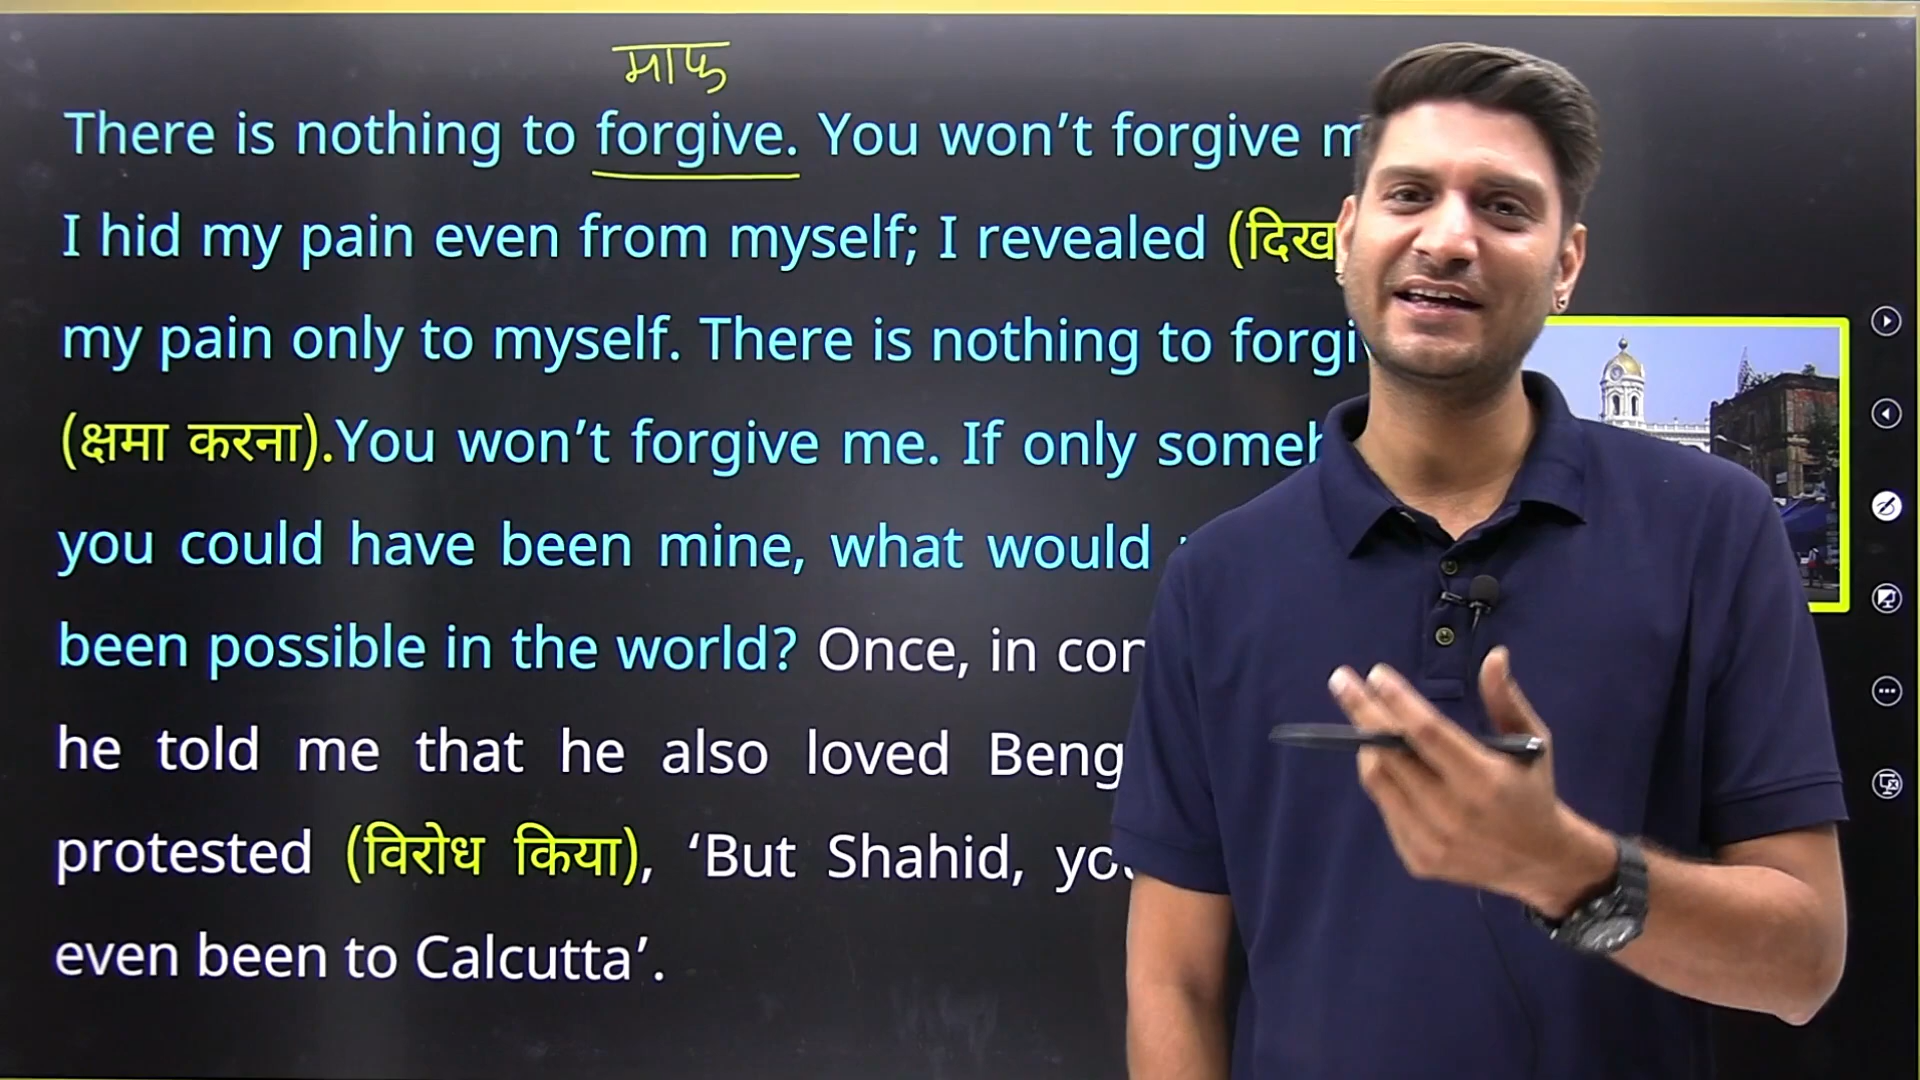 माफ
There is nothing to forgive. You won’t forgive
I hid my pain even from myself; I revealed (दिख
my pain only to myself. There is nothing to forgi
(क्षमा करना).You won’t forgive me. If only someh
you could have been mine, what would
been possible in the world? Once, in con
he told me that he also loved Beng
protested (विरोध किया), ‘But Shahid, you
even been to Calcutta’.